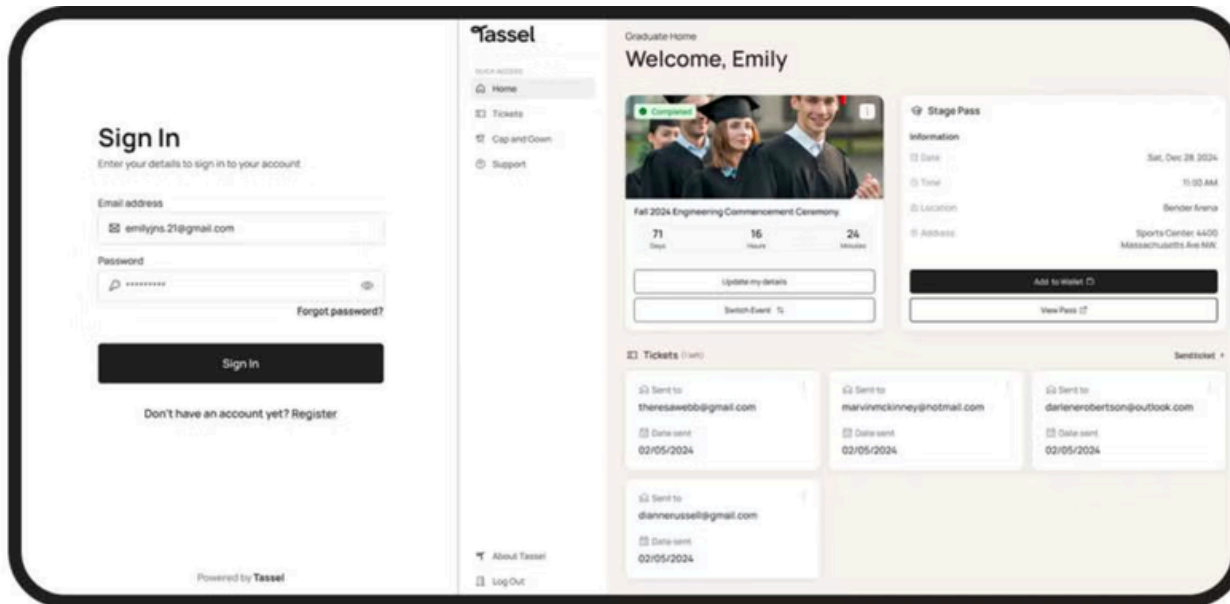 Sign In
Enter your details to sign in to your account
Email address
emilyjns.21@gmail.com
Password
*********
Forgot password?
Sign In
Don't have an account yet? Register
Powered by Tassel
Tassel
QUICK ACCESS
Home
Tickets
Cap and Gown
Support
About Tassel
Log Out
Graduate Home
Welcome, Emily
Completed
Fall 2024 Engineering Commencement Ceremony
71 16 24
Days Hours Minutes
Update my details
Switch Event
Stage Pass
Information
Date Sat, Dec 28 2024
Time 11:00 AM
Location Bender Arena
Address Sports Center, 4400
Massachusetts Ave NW.
Add to Wallet
View Pass
Tickets
Send ticket
Sent to
theresawebb@gmail.com
Date sent
02/05/2024
Sent to
marvinmckinney@hotmail.com
Date sent
02/05/2024
Sent to
darlenerobertson@outlook.com
Date sent
02/05/2024
Sent to
diannerussell@gmail.com
Date sent
02/05/2024